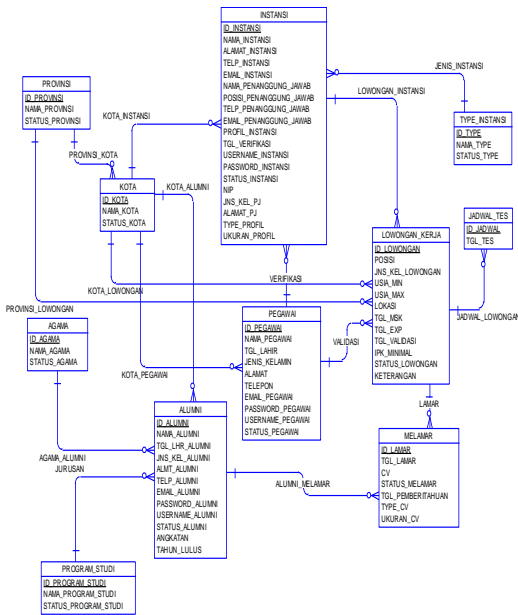 INSTANSI
ID_INSTANSI
NAMA_INSTANSI
ALAMAT_INSTANSI
TELP_INSTANSI
EMAIL_INSTANSI
NAMA_PENANGGUNG_JAWAB
POSISI_PENANGGUNG_JAWAB
TELP_PENANGGUNG_JAWAB
EMAIL_PENANGGUNG_JAWAB
PROFIL_INSTANSI
TGL_VERIFIKASI
USERNAME_INSTANSI
PASSWORD_INSTANSI
STATUS_INSTANSI
NIP
JNS_KEL_PJ
ALAMAT_PJ
TYPE_PROFIL
UKURAN_PROFIL
JENIS_INSTANSI
LOWONGAN_INSTANSI
TYPE_INSTANSI
ID_TYPE
NAMA_TYPE
STATUS_TYPE
PROVINSI
ID_PROVINSI
NAMA_PROVINSI
STATUS_PROVINSI
KOTA_INSTANSI
PROVINSI_KOTA
KOTA
ID_KOTA
NAMA_KOTA
STATUS_KOTA
KOTA_ALUMNI
JADWAL_TES
ID_JADWAL
TGL_TES
LOWONGAN_KERJA
ID_LOWONGAN
POSISI
JNS_KEL_LOWONGAN
USIA_MIN
USIA_MAX
LOKASI
TGL_MSK
TGL_EXP
TGL_VALIDASI
IPK_MINIMAL
STATUS_LOWONGAN
KETERANGAN
JADWAL_LOWONGAN
VERIFIKASI
KOTA_LOWONGAN
PROVINSI_LOWONGAN
PEGAWAI
ID_PEGAWAI
NAMA_PEGAWAI
TGL_LAHIR
JENIS_KELAMIN
ALAMAT
TELEPON
EMAIL_PEGAWAI
PASSWORD_PEGAWAI
USERNAME_PEGAWAI
STATUS_PEGAWAI
VALIDASI
AGAMA
ID_AGAMA
NAMA_AGAMA
STATUS_AGAMA
KOTA_PEGAWAI
LAMAR
ALUMNI
ID_ALUMNI
NAMA_ALUMNI
TGL_LHR_ALUMNI
JNS_KEL_ALUMNI
ALMT_ALUMNI
TELP_ALUMNI
EMAIL_ALUMNI
PASSWORD_ALUMNI
USERNAME_ALUMNI
STATUS_ALUMNI
ANGKATAN
TAHUN_LULUS
AGAMA_ALUMNI
JURUSAN
ALUMNI_MELAMAR
MELAMAR
ID_LAMAR
TGL_LAMAR
CV
STATUS_MELAMAR
TGL_PEMBERITAHUAN
TYPE_CV
UKURAN_CV
PROGRAM_STUDI
ID_PROGRAM_STUDI
NAMA_PROGRAM_STUDI
STATUS_PROGRAM_STUDI